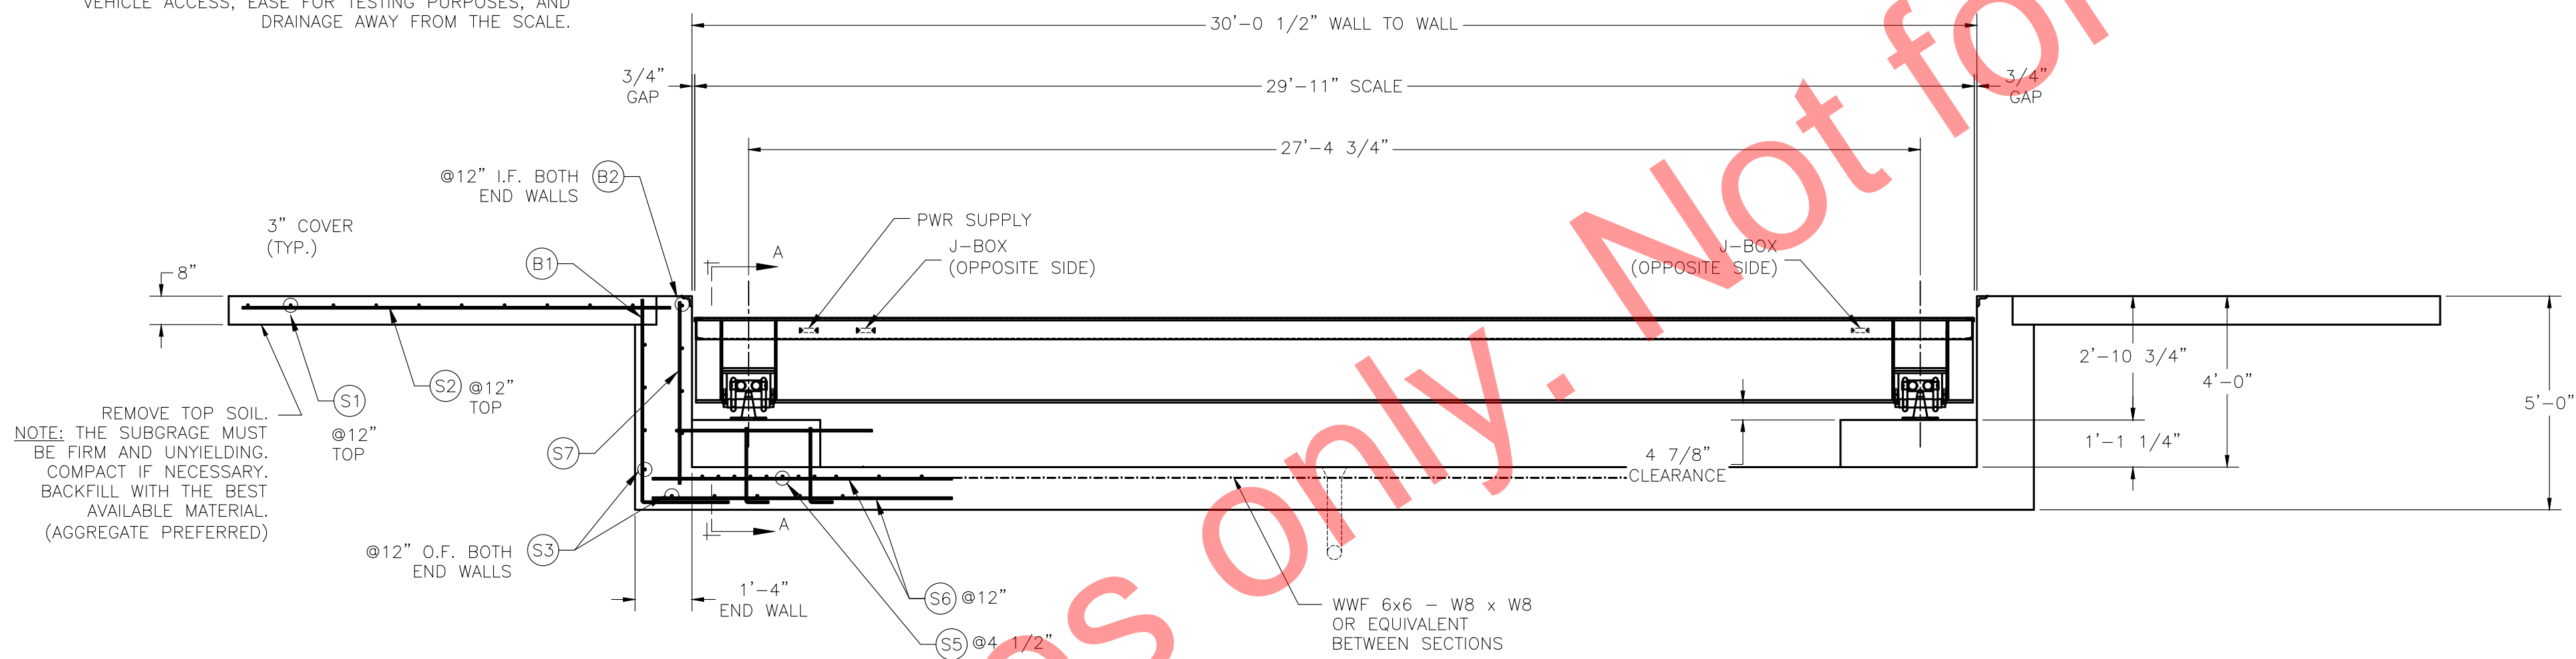 VEHICLE ACCESS, EASE FOR TESTING PURPOSES, AND
DRAINAGE AWAY FROM THE SCALE.
30'-0 1/2" WALL TO WALL
3/4"
GAP
29'-11" SCALE
3/4"
GAP
27'-4 3/4"
@12" I.F. BOTH
END WALLS
B2
3" COVER
(TYP.)
B1
PWR SUPPLY
J-BOX
(OPPOSITE SIDE)
J-BOX
(OPPOSITE SIDE)
A
8"
S1
@12"
TOP
S2
@12"
TOP
S7
REMOVE TOP SOIL.
NOTE: THE SUBGRAGE MUST
BE FIRM AND UNYIELDING.
COMPACT IF NECESSARY.
BACKFILL WITH THE BEST
AVAILABLE MATERIAL.
(AGGREGATE PREFERRED)
2'-10 3/4"
4'-0"
5'-0"
1'-1 1/4"
4 7/8"
CLEARANCE
A
@12" O.F. BOTH
END WALLS
S3
1'-4"
END WALL
S6 @12"
S5 @4 1/2"
WWF 6x6 - W8 x W8
OR EQUIVALENT
BETWEEN SECTIONS
only. Not for